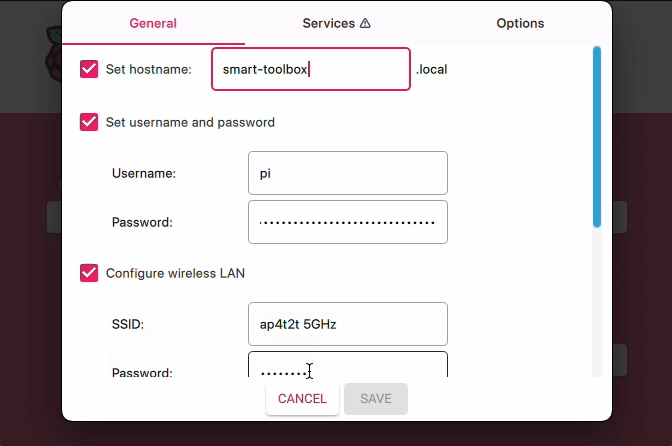 General Services ⚠ Options
Set hostname: smart-toolbox .local
Set username and password
Username: pi
Password: ••••••••••••••••••••••••••••••
Configure wireless LAN
SSID: ap4t2t 5GHz
Password: ••••••••
CANCEL SAVE